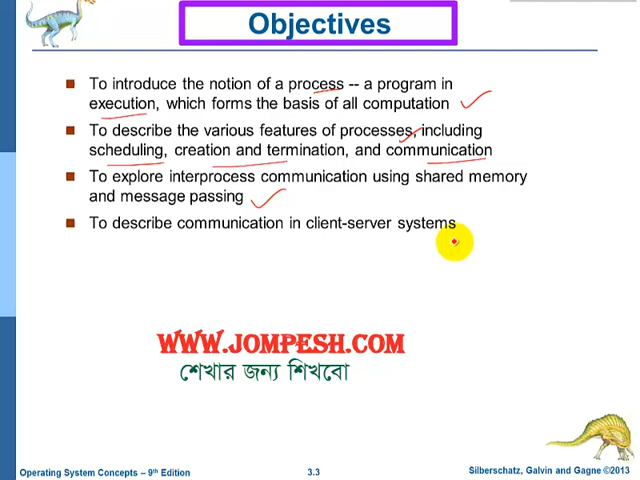 Objectives
To introduce the notion of a process -- a program in
execution, which forms the basis of all computation
To describe the various features of processes, including
scheduling, creation and termination, and communication
To explore interprocess communication using shared memory
and message passing
To describe communication in client-server systems
WWW.JOMPESH.COM
শেখার জন্য শিখবো
Operating System Concepts – 9th Edition
3.3
Silberschatz, Galvin and Gagne ©2013